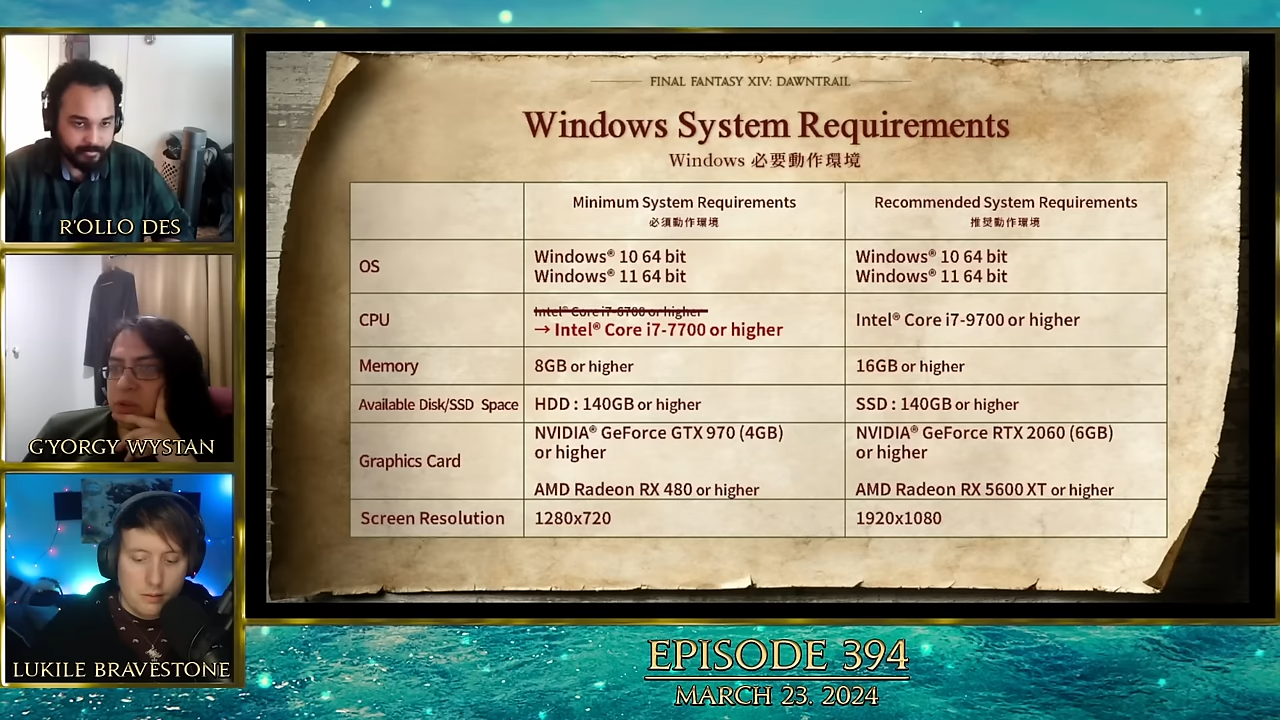 R'OLLO DES
G'YORGY WYSTAN
LUKILE BRAVESTONE
FINAL FANTASY XIV: DAWNTRAIL
Windows System Requirements
Windows 必要動作環境
Minimum System Requirements
必須動作環境
Recommended System Requirements
推奨動作環境
OS
Windows® 10 64 bit
Windows® 11 64 bit
Windows® 10 64 bit
Windows® 11 64 bit
CPU
Intel® Core i7-6700 or higher
→ Intel® Core i7-7700 or higher
Intel® Core i7-9700 or higher
Memory
8GB or higher
16GB or higher
Available Disk/SSD Space
HDD : 140GB or higher
SSD : 140GB or higher
Graphics Card
NVIDIA® GeForce GTX 970 (4GB)
or higher
AMD Radeon RX 480 or higher
NVIDIA® GeForce RTX 2060 (6GB)
or higher
AMD Radeon RX 5600 XT or higher
Screen Resolution
1280x720
1920x1080
EPISODE 394
MARCH 23. 2024